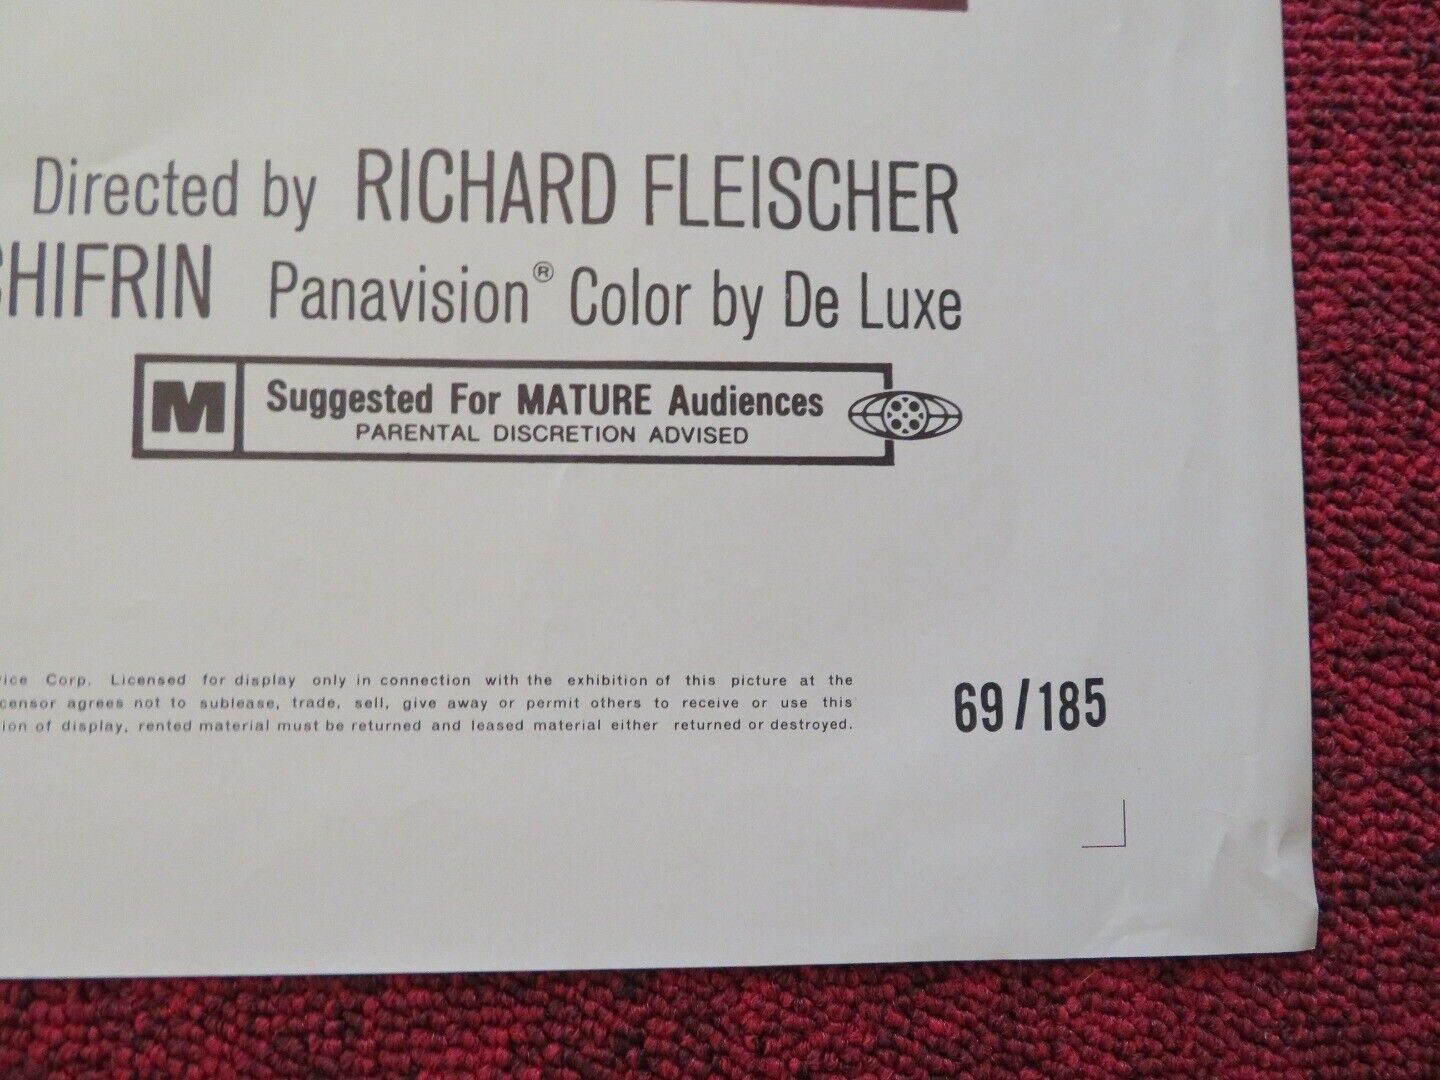 Directed by RICHARD FLEISCHER
CHIFRIN Panavision® Color by De Luxe
M Suggested For MATURE Audiences
PARENTAL DISCRETION ADVISED
ice Corp. Licensed for display only in connection with the exhibition of this picture at the
censor agrees not to sublease, trade, sell, give away or permit others to receive or use this
ion of display, rented material must be returned and leased material either returned or destroyed.
69/185